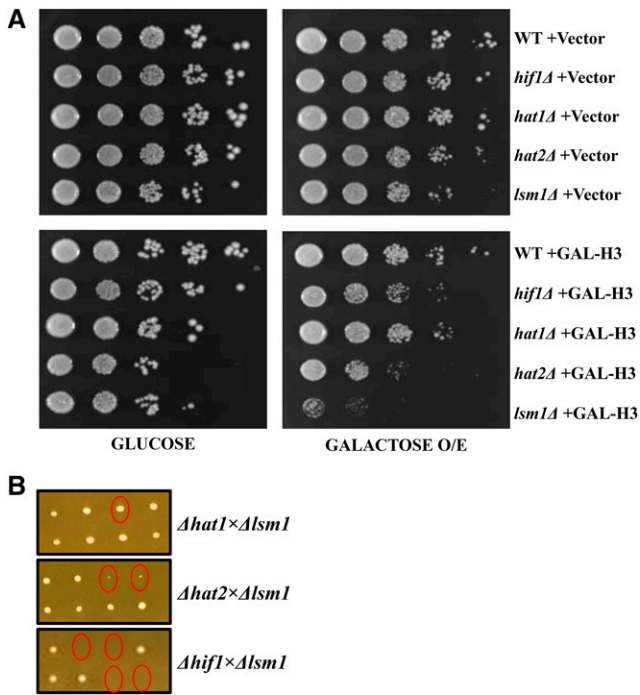 A
WT +Vector
hif1Δ +Vector
hat1Δ +Vector
hat2Δ +Vector
lsm1Δ +Vector
WT +GAL-H3
hif1Δ +GAL-H3
hat1Δ +GAL-H3
hat2Δ +GAL-H3
lsm1Δ +GAL-H3
GLUCOSE
GALACTOSE O/E
B
Δhat1×Δlsm1
Δhat2×Δlsm1
Δhif1×Δlsm1